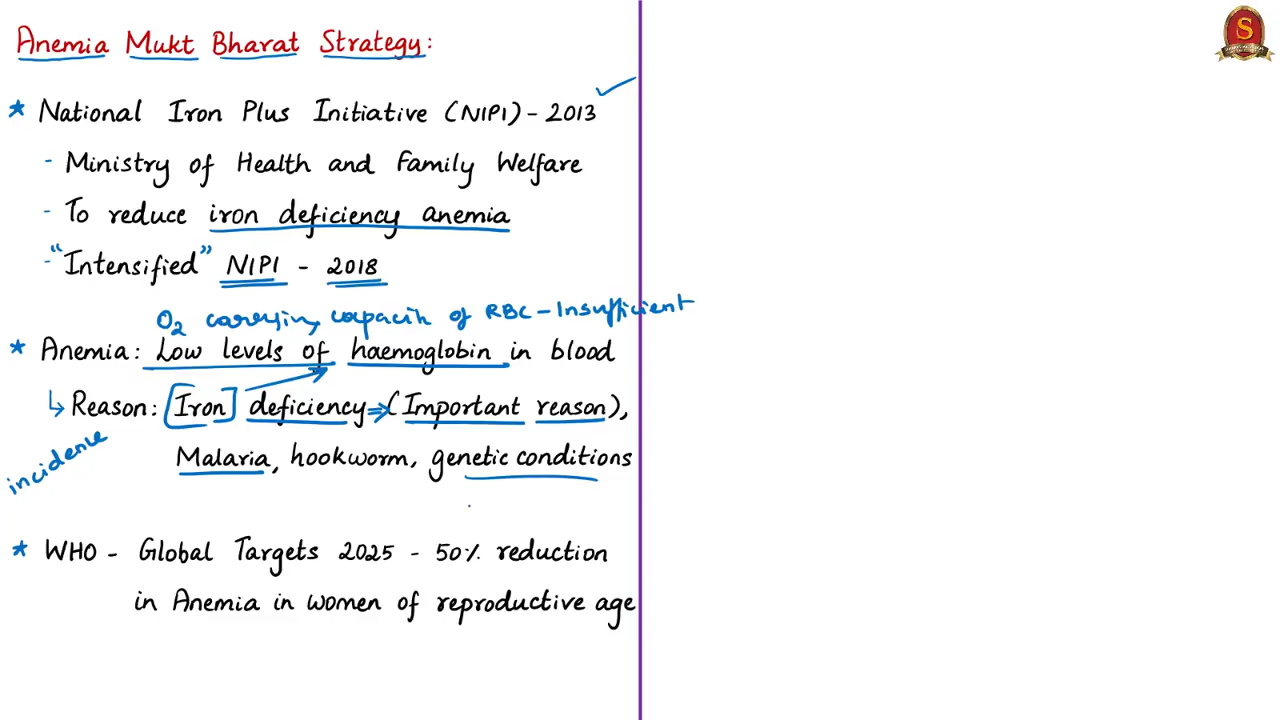 Anemia Mukt Bharat Strategy:
* National Iron Plus Initiative (NIPI) - 2013
- Ministry of Health and Family Welfare
- To reduce iron deficiency anemia
- "Intensified" NIPI - 2018
O2 carrying capacity of RBC - Insufficient
* Anemia: Low levels of haemoglobin in blood
↳ Reason: [Iron] deficiency ⇒ (Important reason),
incidence
Malaria, hookworm, genetic conditions
* WHO - Global Targets 2025 - 50% reduction
in Anemia in women of reproductive age
S